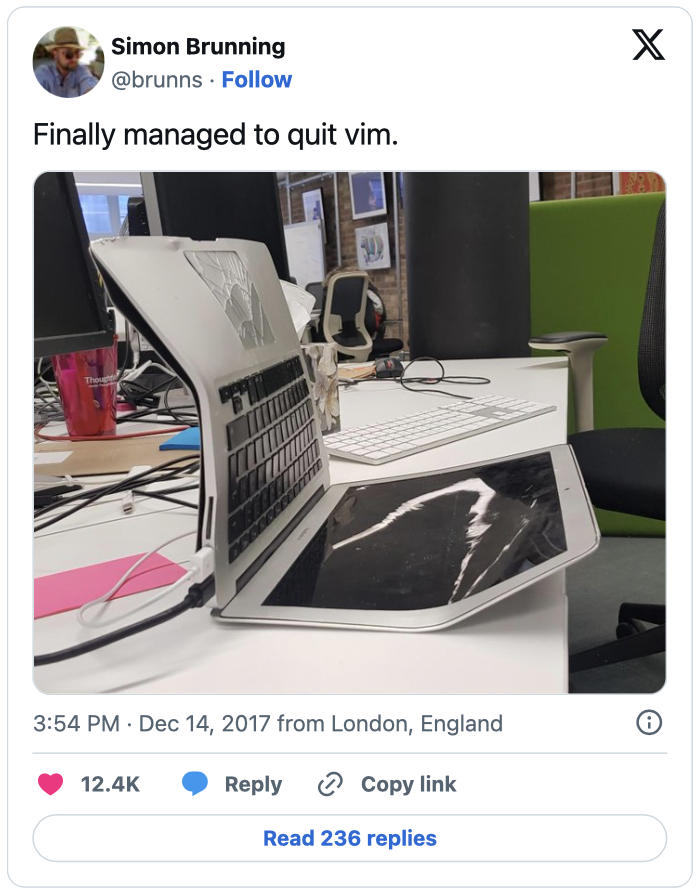 Simon Brunning
@brunns · Follow
Finally managed to quit vim.
3:54 PM · Dec 14, 2017 from London, England
12.4K Reply Copy link
Read 236 replies